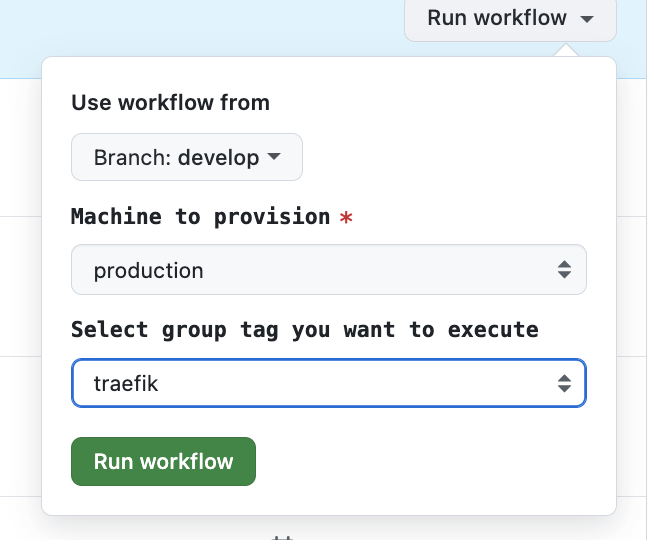 Run workflow
Use workflow from
Branch: develop
Machine to provision *
production
Select group tag you want to execute
traefik
Run workflow